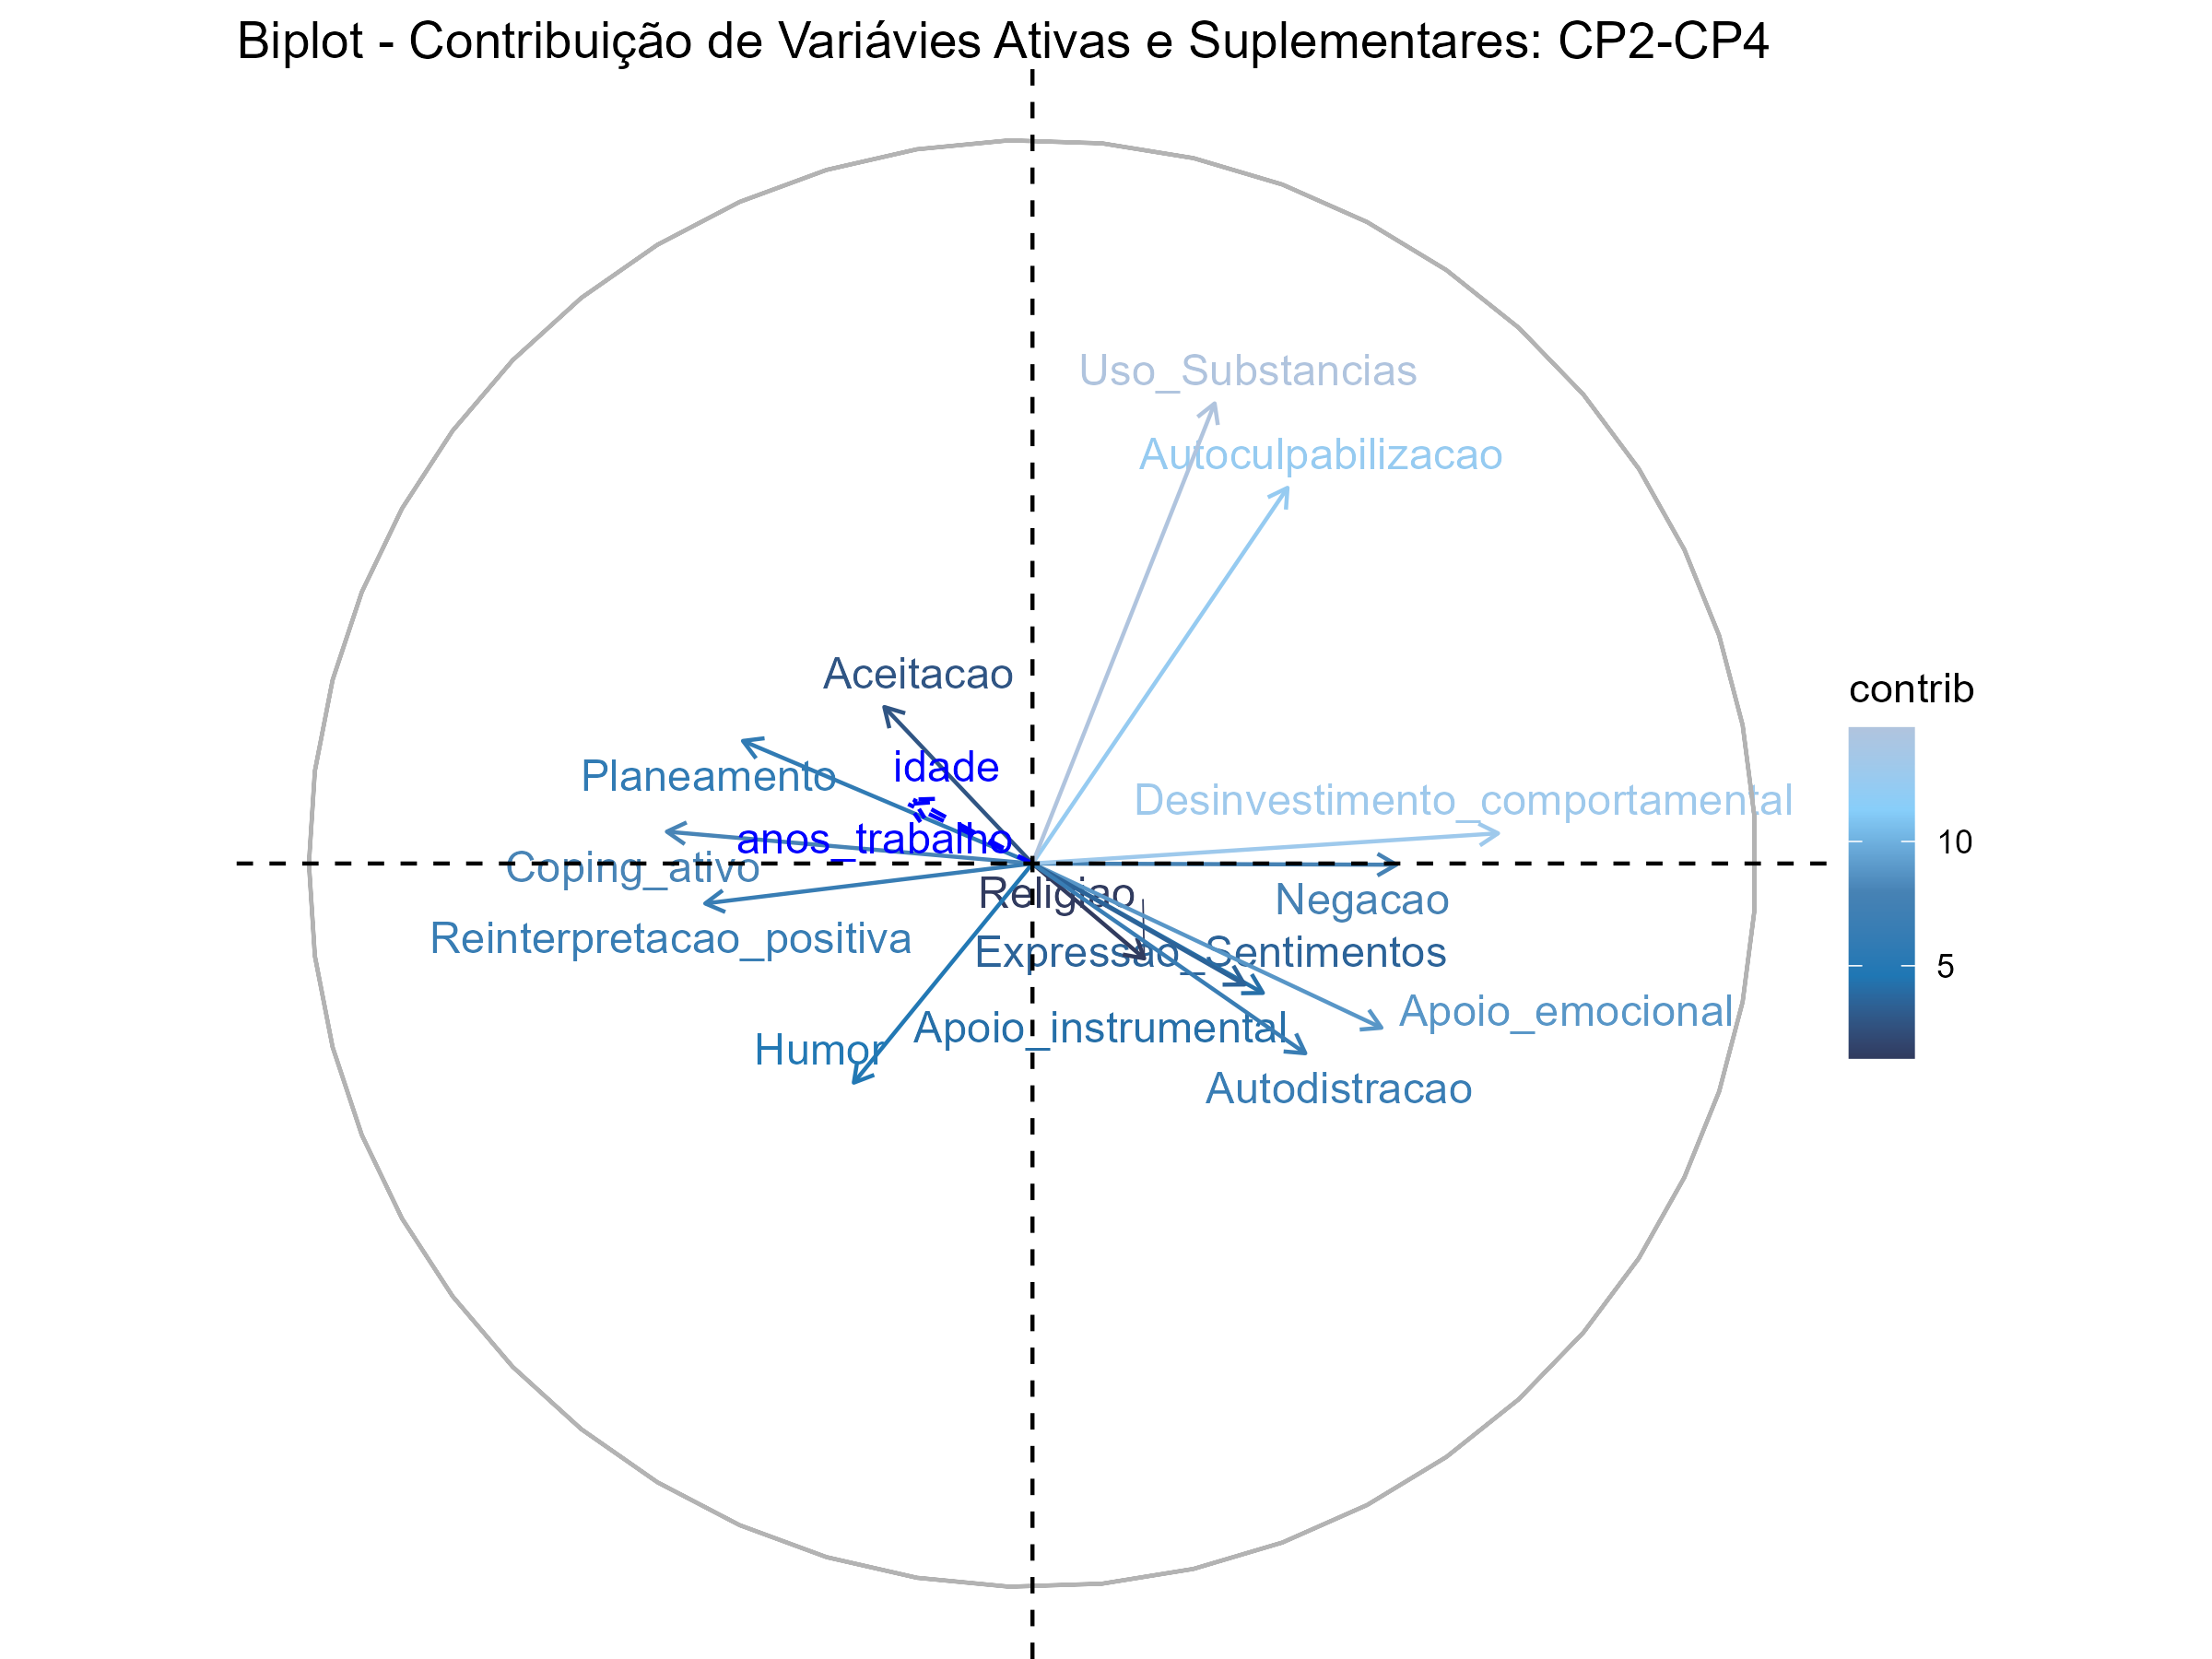 Biplot - Contribuição de Variávies Ativas e Suplementares: CP2-CP4
Uso_Substancias
Autoculpabilizacao
Aceitacao
contrib
idade
Planeamento
Desinvestimento_comportamental
anos_trabalho
10
Coping_ativo
Religiao
Negacao
Reinterpretacao_positiva
Expressao_Sentimentos
5
Apoio_emocional
Apoio_instrumental
Humor
Autodistracao